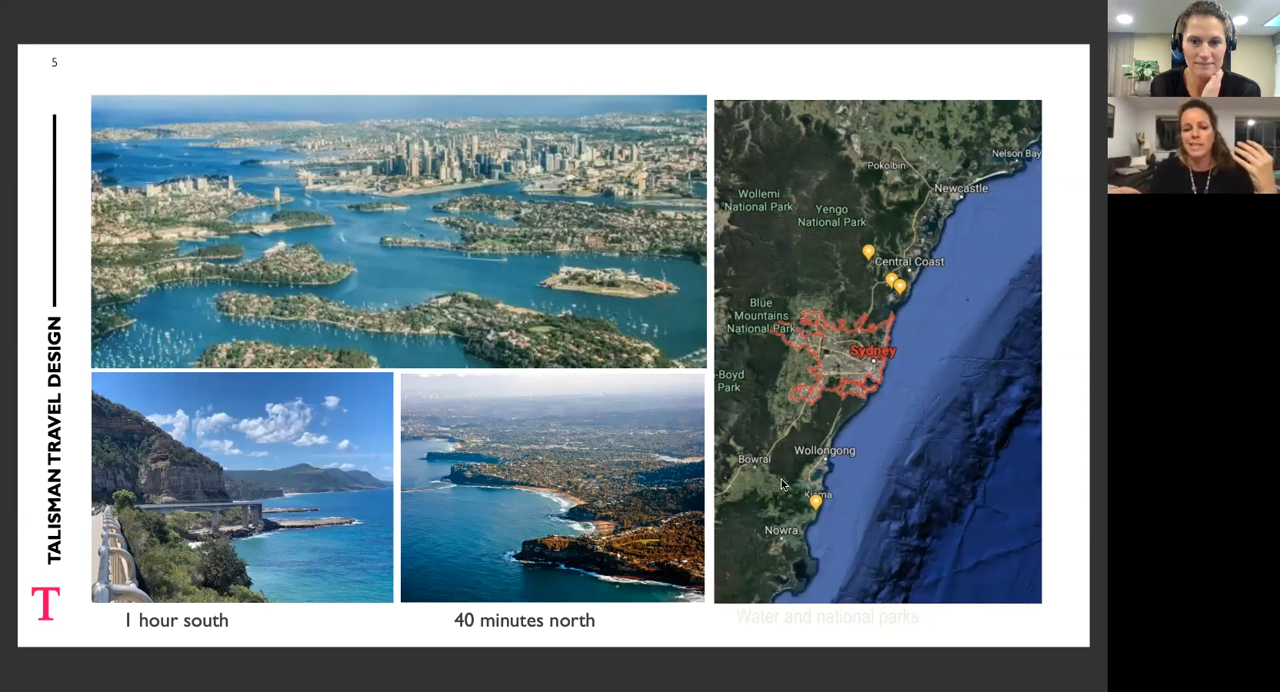 5
TALISMAN TRAVEL DESIGN
T
1 hour south
40 minutes north
Water and national parks
Pokolbin
Nelson Bay
Newcastle
Wollemi
National Park
Yengo
National Park
Central Coast
Blue
Mountains
National Park
Sydney
-Boyd
Park
Wollongong
Bowral
Kiama
Nowra